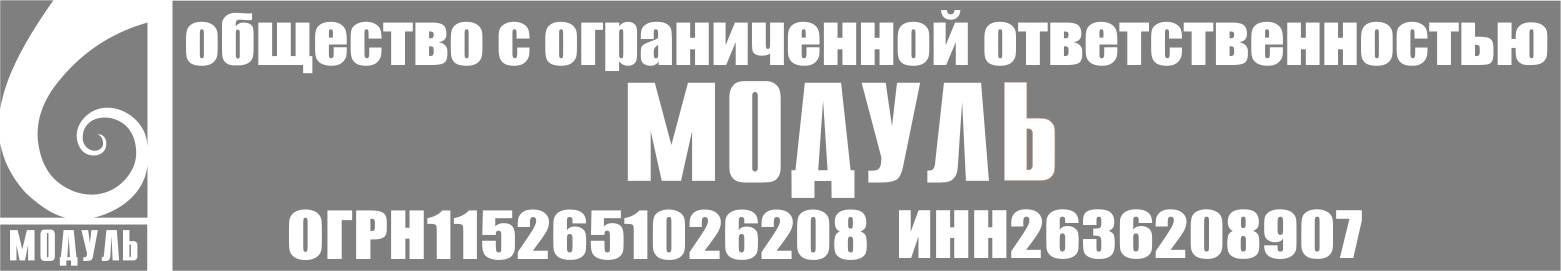 общество с ограниченной ответственностью
МОДУЛЬ
ОГРН1152651026208 ИНН2636208907
МОДУЛЬ